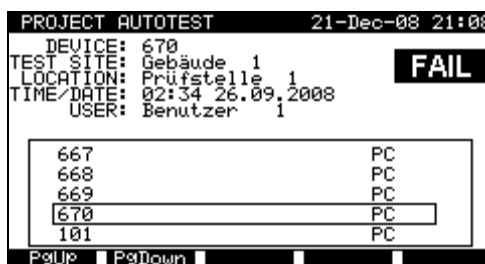 PROJECT AUTOTEST 21-Dec-08 21:08
DEVICE: 670
TEST SITE: Gebäude 1
LOCATION: Prüfstelle 1
TIME/DATE: 02:34 26.09.2008
USER: Benutzer 1
FAIL
667 PC
668 PC
669 PC
670 PC
101 PC
PgUp PgDown